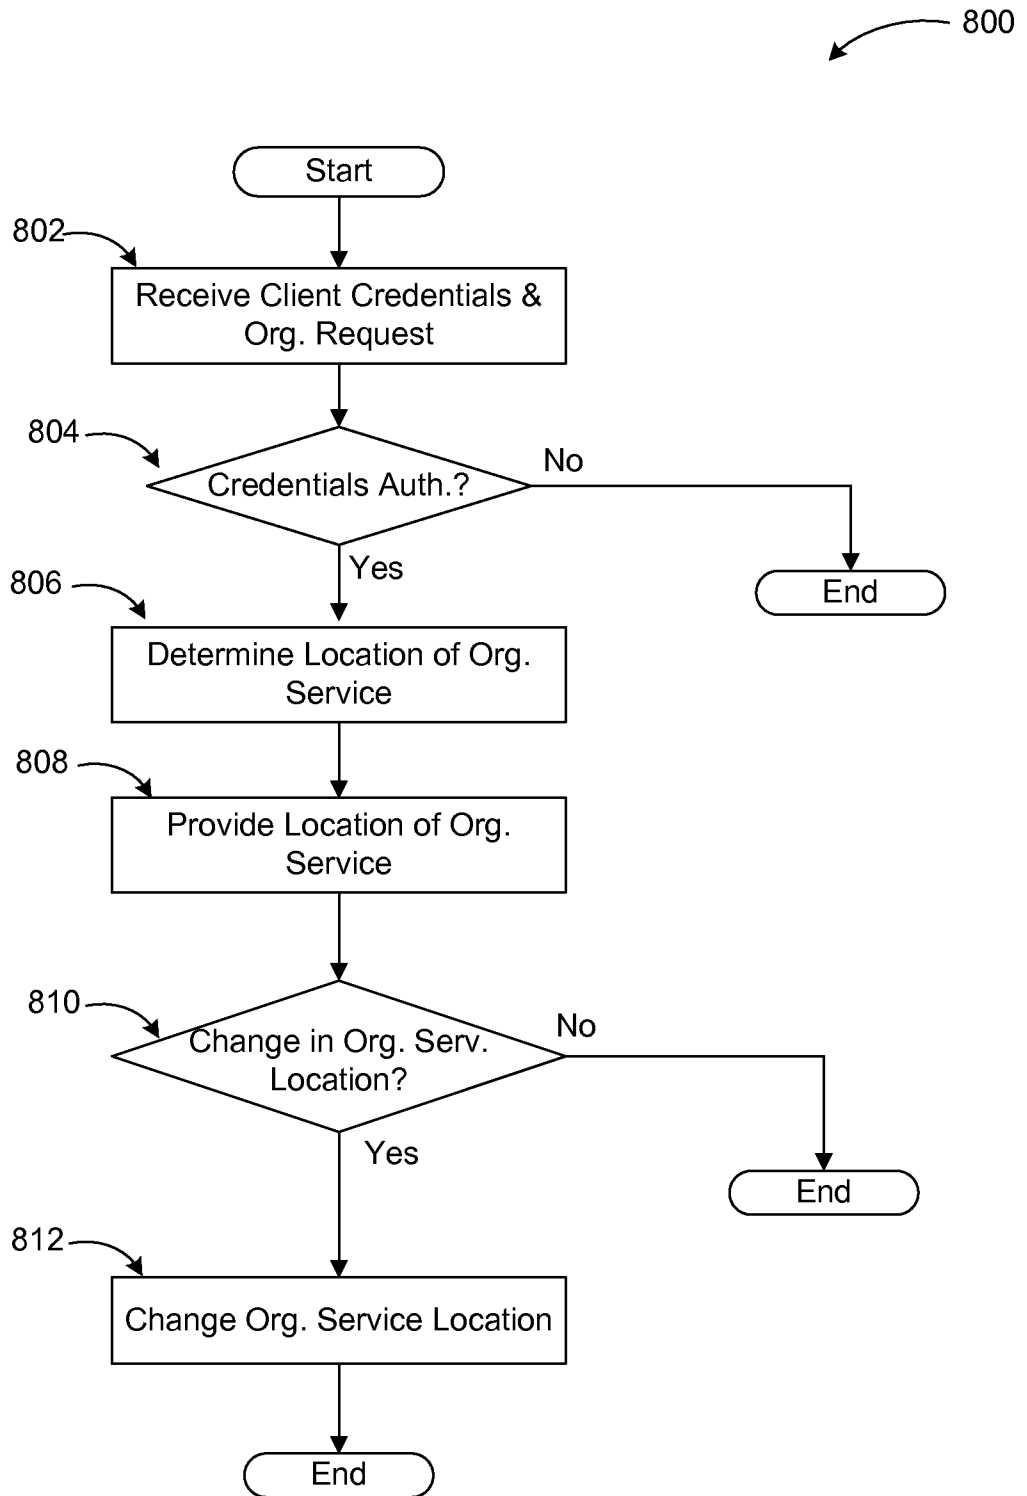 800
Start
802
Receive Client Credentials &
Org. Request
804
Credentials Auth.?
No
Yes
End
806
Determine Location of Org.
Service
808
Provide Location of Org.
Service
810
Change in Org. Serv.
Location?
No
Yes
End
812
Change Org. Service Location
End